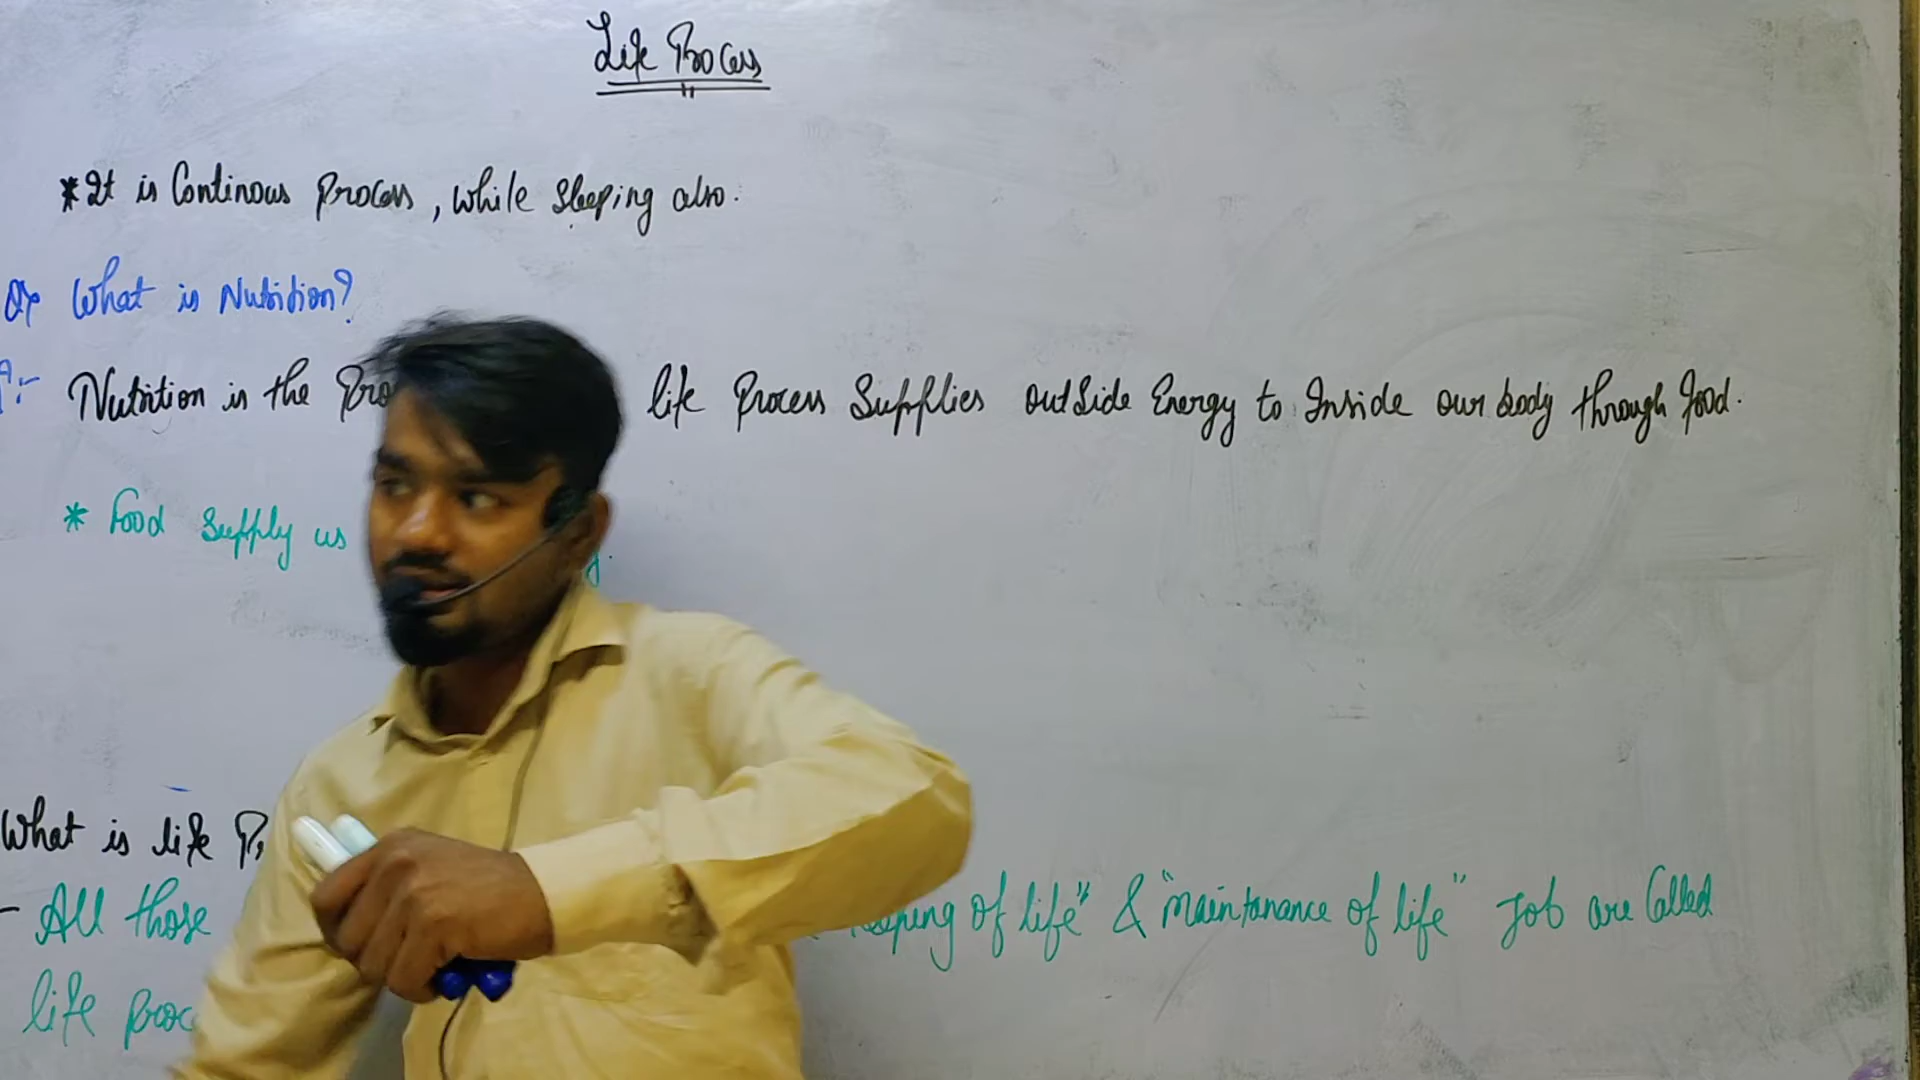 Life Process
* It is Continous Process, while sleeping also.
What is Nutrition?
Nutrition is the life Process Supplies outside Energy to Inside our body through food.
* Food Supply us
What is life
All those of life" & "maintanance of life" Job are Called
life